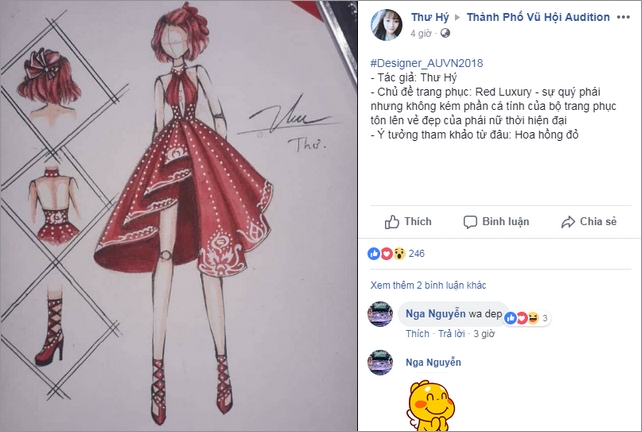 Thư.
Thư Hý ▸ Thành Phố Vũ Hội Audition
4 giờ ·
#Designer_AUVN2018
- Tác giả: Thư Hý
- Chủ đề trang phục: Red Luxury - sự quý phái
nhưng không kém phần cá tính của bộ trang phục
tôn lên vẻ đẹp của phái nữ thời hiện đại
- Ý tưởng tham khảo từ đâu: Hoa hồng đỏ
Thích Bình luận Chia sẻ
246
Xem thêm 2 bình luận khác
Nga Nguyễn wa dep
3
Thích · Trả lời · 3 giờ
Nga Nguyễn